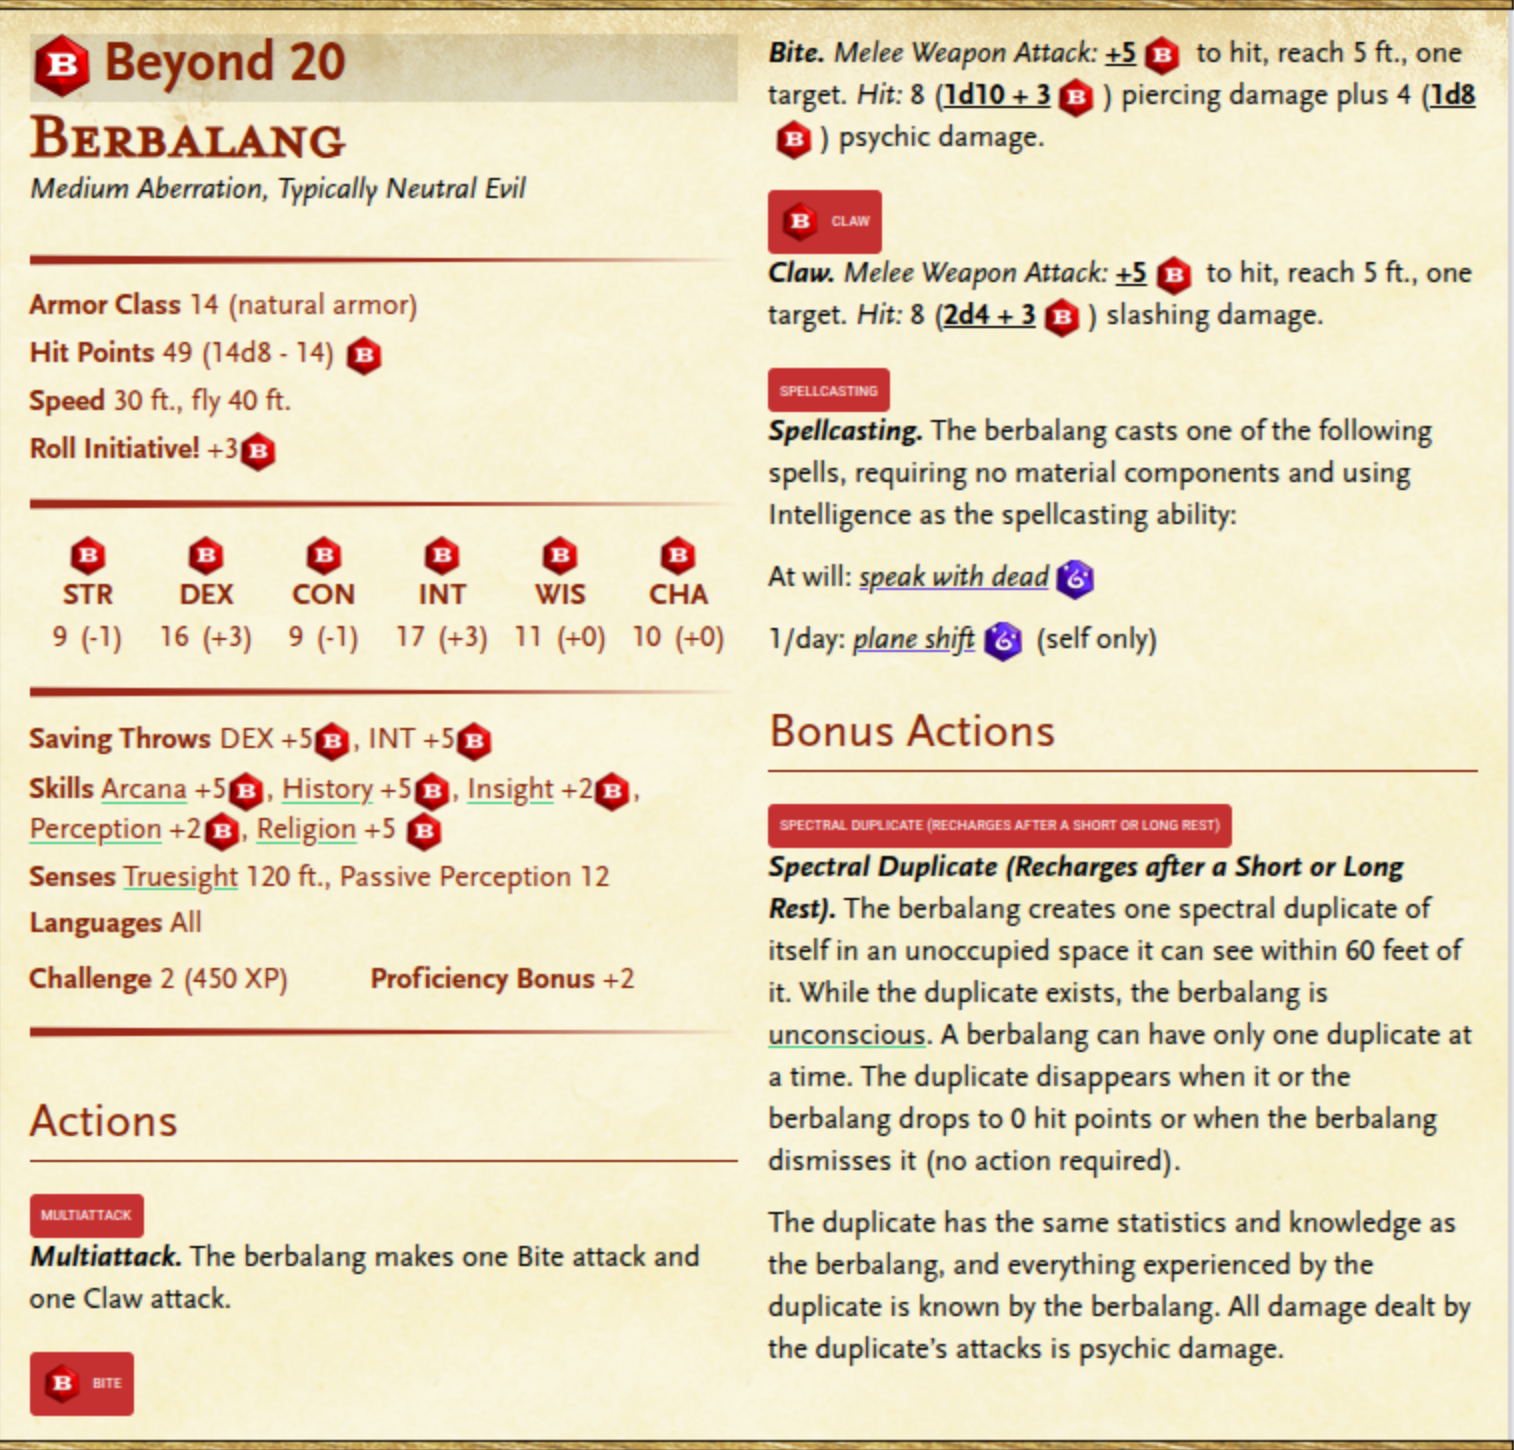 Beyond 20
BERBALANG
Medium Aberration, Typically Neutral Evil
Armor Class 14 (natural armor)
Hit Points 49 (14d8 - 14) B
Speed 30 ft., fly 40 ft.
Roll Initiative! +3 B
B B B B B B
STR DEX CON INT WIS CHA
9 (-1) 16 (+3) 9 (-1) 17 (+3) 11 (+0) 10 (+0)
Saving Throws DEX +5 B, INT +5 B
Skills Arcana +5 B, History +5 B, Insight +2 B,
Perception +2 B, Religion +5 B
Senses Truesight 120 ft., Passive Perception 12
Languages All
Challenge 2 (450 XP) Proficiency Bonus +2
Actions
MULTIATTACK
Multiattack. The berbalang makes one Bite attack and
one Claw attack.
B BITE
Bite. Melee Weapon Attack: +5 B to hit, reach 5 ft., one
target. Hit: 8 (1d10 + 3 B ) piercing damage plus 4 (1d8
B ) psychic damage.
B CLAW
Claw. Melee Weapon Attack: +5 B to hit, reach 5 ft., one
target. Hit: 8 (2d4 + 3 B ) slashing damage.
SPELLCASTING
Spellcasting. The berbalang casts one of the following
spells, requiring no material components and using
Intelligence as the spellcasting ability:
At will: speak with dead
1/day: plane shift (self only)
Bonus Actions
SPECTRAL DUPLICATE (RECHARGES AFTER A SHORT OR LONG REST)
Spectral Duplicate (Recharges after a Short or Long
Rest). The berbalang creates one spectral duplicate of
itself in an unoccupied space it can see within 60 feet of
it. While the duplicate exists, the berbalang is
unconscious. A berbalang can have only one duplicate at
a time. The duplicate disappears when it or the
berbalang drops to 0 hit points or when the berbalang
dismisses it (no action required).
The duplicate has the same statistics and knowledge as
the berbalang, and everything experienced by the
duplicate is known by the berbalang. All damage dealt by
the duplicate's attacks is psychic damage.